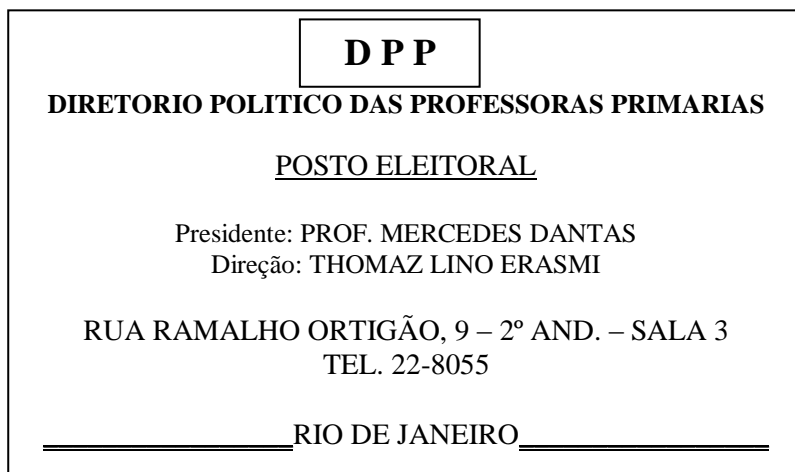 D P P
DIRETORIO POLITICO DAS PROFESSORAS PRIMARIAS
POSTO ELEITORAL
Presidente: PROF. MERCEDES DANTAS
Direção: THOMAZ LINO ERASMI
RUA RAMALHO ORTIGÃO, 9 – 2º AND. – SALA 3
TEL. 22-8055
RIO DE JANEIRO